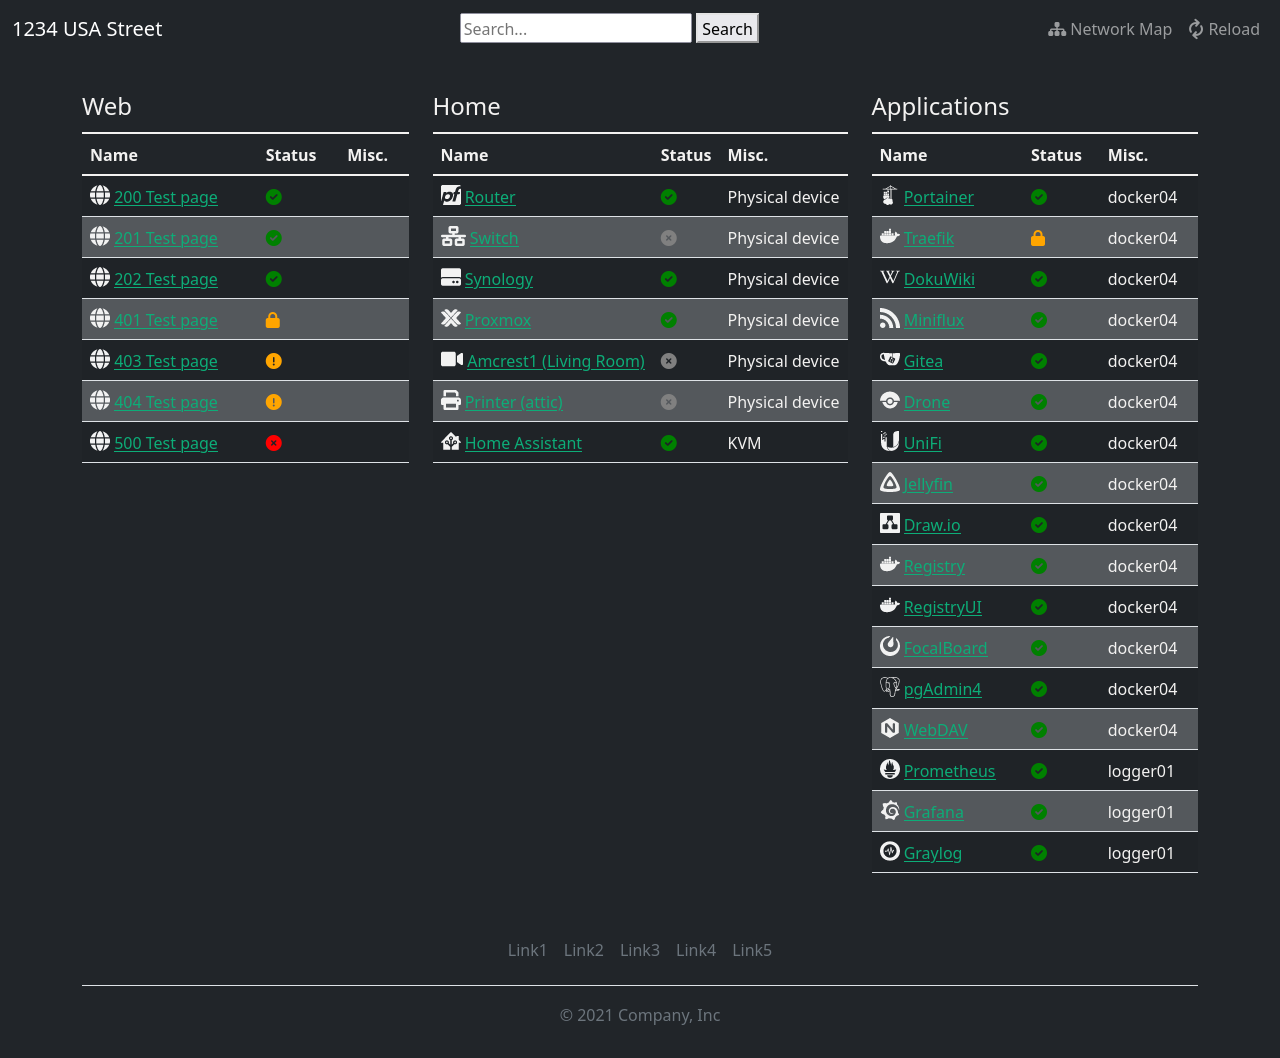 1234 USA Street
Search...
Search
Network Map
Reload
Web
Name Status Misc.
200 Test page
201 Test page
202 Test page
401 Test page
403 Test page
404 Test page
500 Test page
Home
Name Status Misc.
Router Physical device
Switch Physical device
Synology Physical device
Proxmox Physical device
Amcrest1 (Living Room) Physical device
Printer (attic) Physical device
Home Assistant KVM
Applications
Name Status Misc.
Portainer docker04
Traefik docker04
DokuWiki docker04
Miniflux docker04
Gitea docker04
Drone docker04
UniFi docker04
Jellyfin docker04
Draw.io docker04
Registry docker04
RegistryUI docker04
FocalBoard docker04
pgAdmin4 docker04
WebDAV docker04
Prometheus logger01
Grafana logger01
Graylog logger01
Link1 Link2 Link3 Link4 Link5
© 2021 Company, Inc